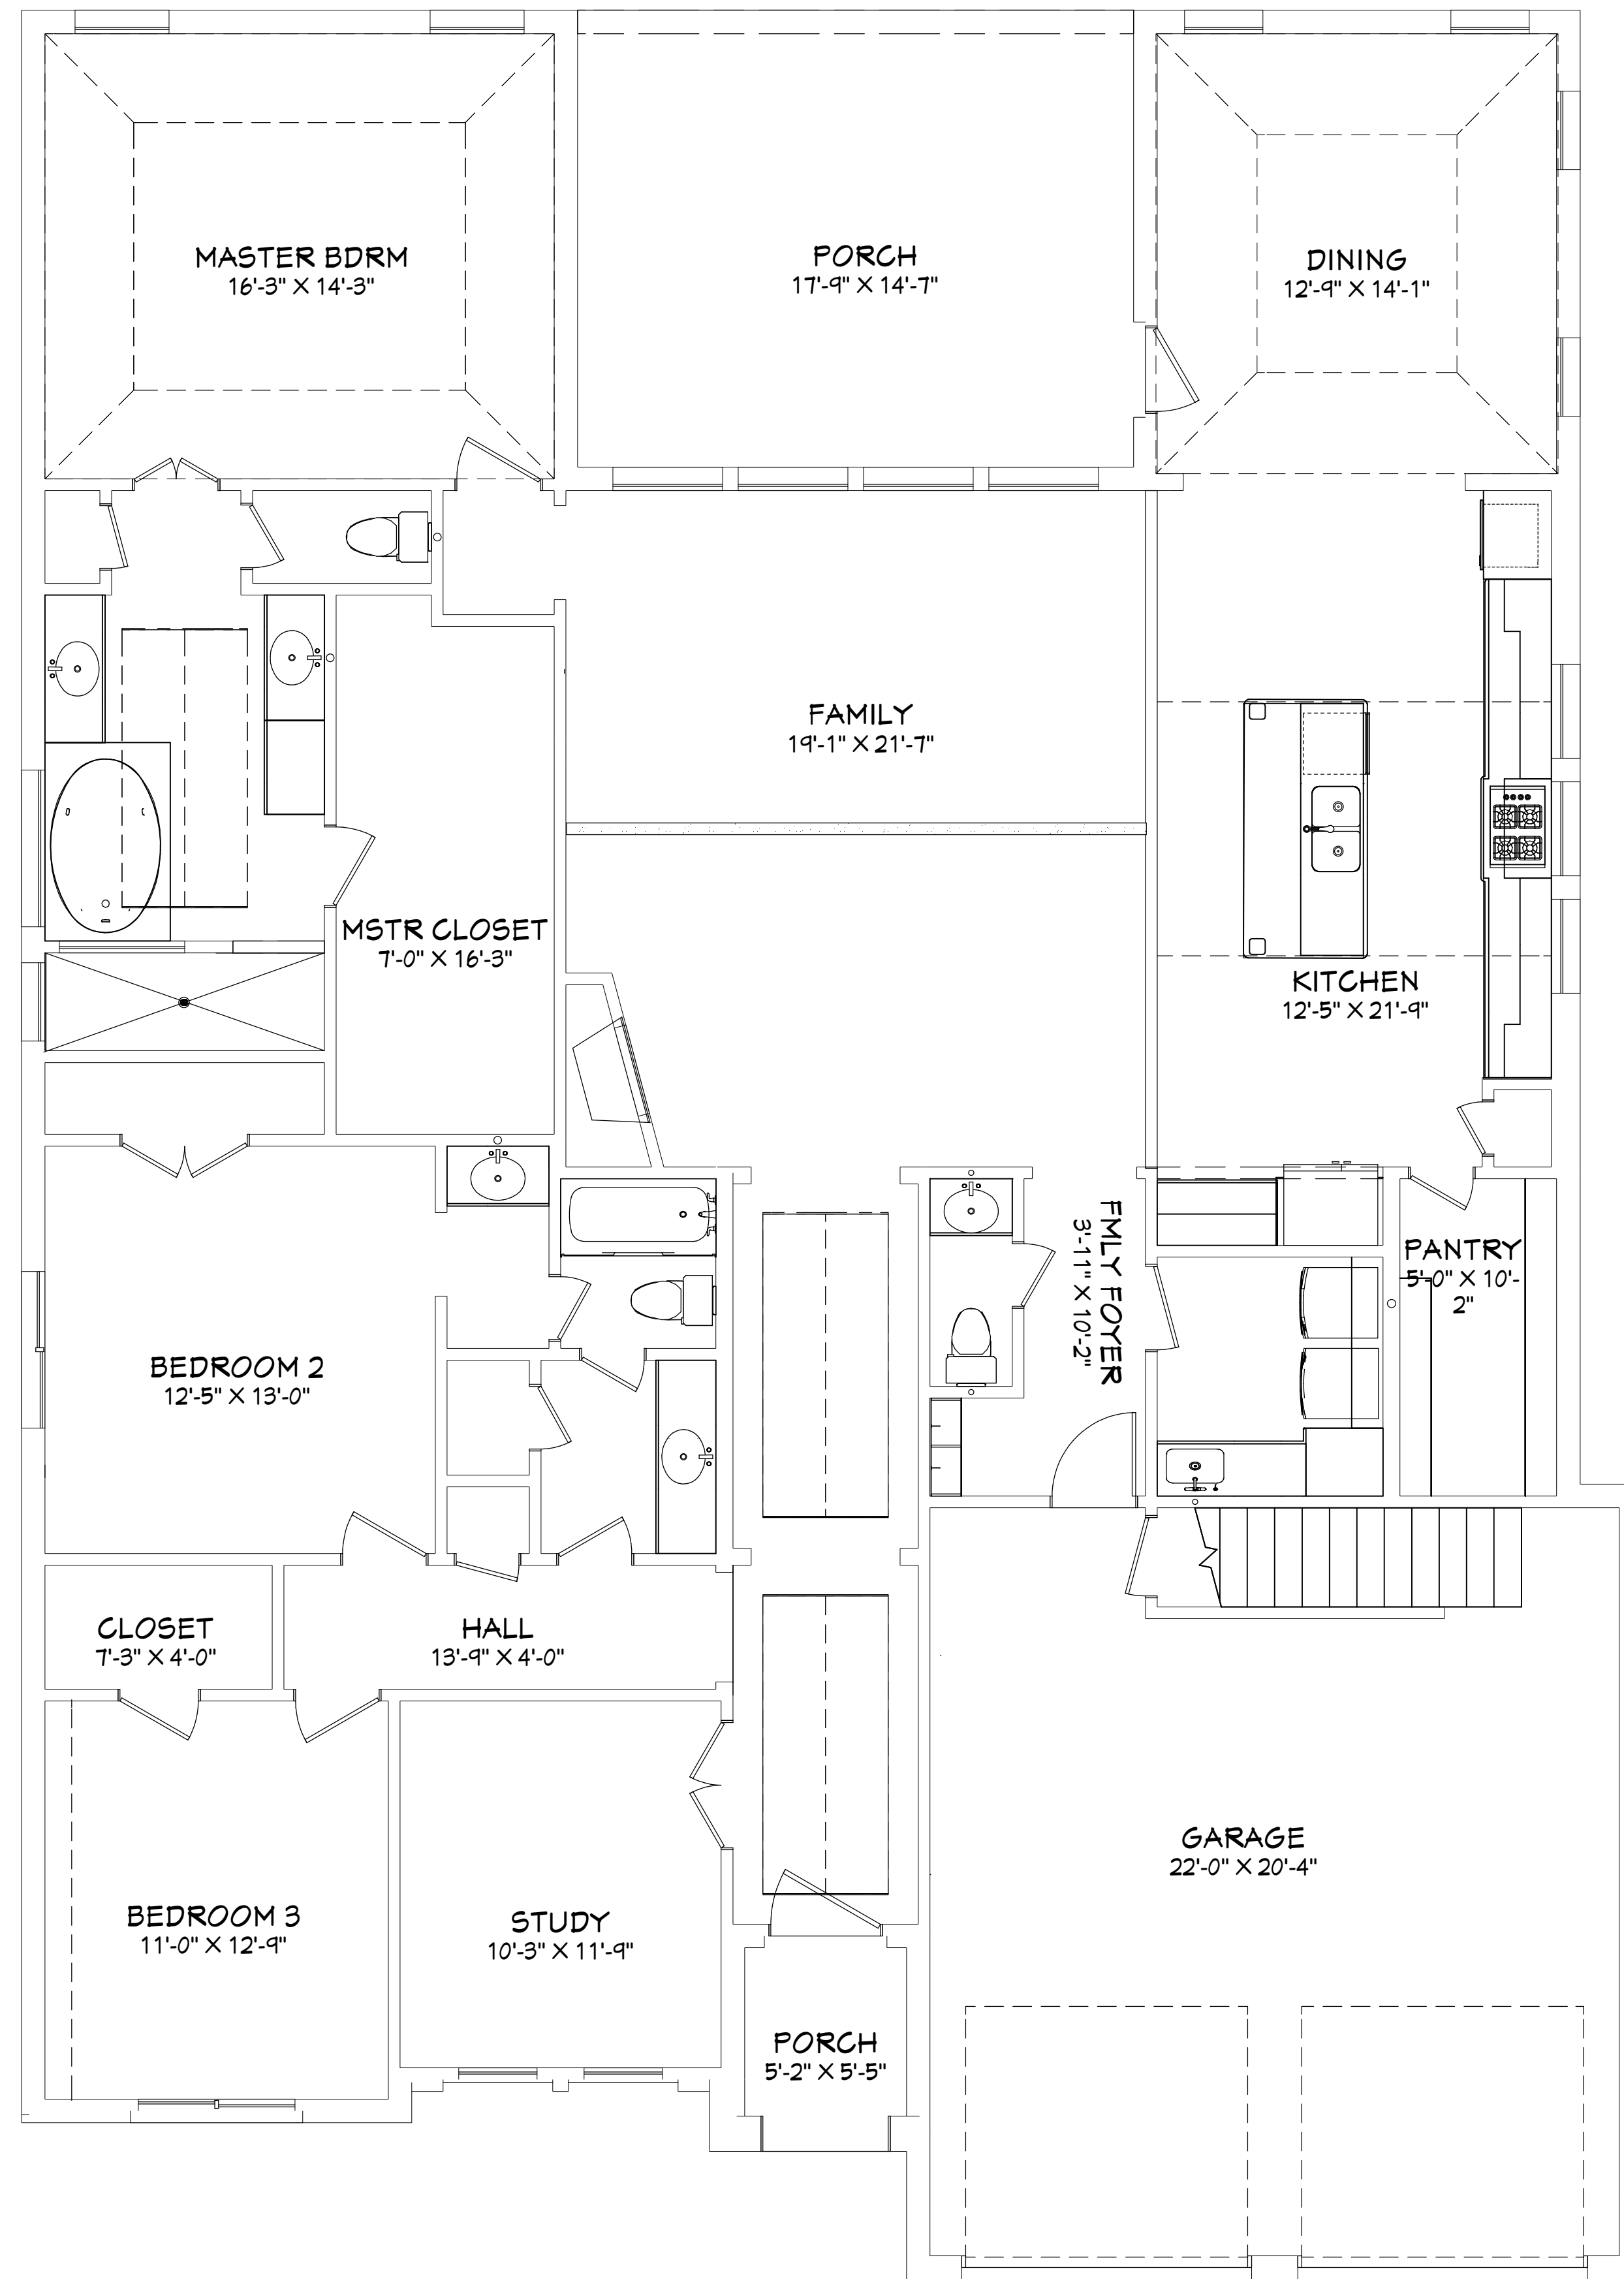 MASTER BDRM
16'-3" X 14'-3"
PORCH
17'-9" X 14'-7"
DINING
12'-9" X 14'-1"
FAMILY
19'-1" X 21'-7"
MSTR CLOSET
7'-0" X 16'-3"
KITCHEN
12'-5" X 21'-9"
FMLY FOYER
3'-11" X 10'-2"
PANTRY
5'-0" X 10'-
2"
BEDROOM 2
12'-5" X 13'-0"
CLOSET
7'-3" X 4'-0"
HALL
13'-9" X 4'-0"
GARAGE
22'-0" X 20'-4"
BEDROOM 3
11'-0" X 12'-9"
STUDY
10'-3" X 11'-9"
PORCH
5'-2" X 5'-5"